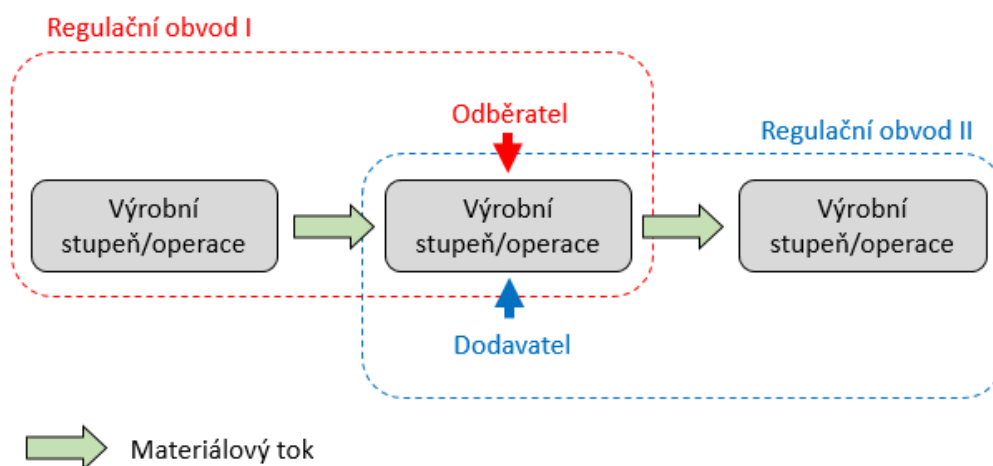 Regulační obvod I
Odběratel
Regulační obvod II
Výrobní
stupeň/operace
Výrobní
stupeň/operace
Výrobní
stupeň/operace
Dodavatel
Materiálový tok